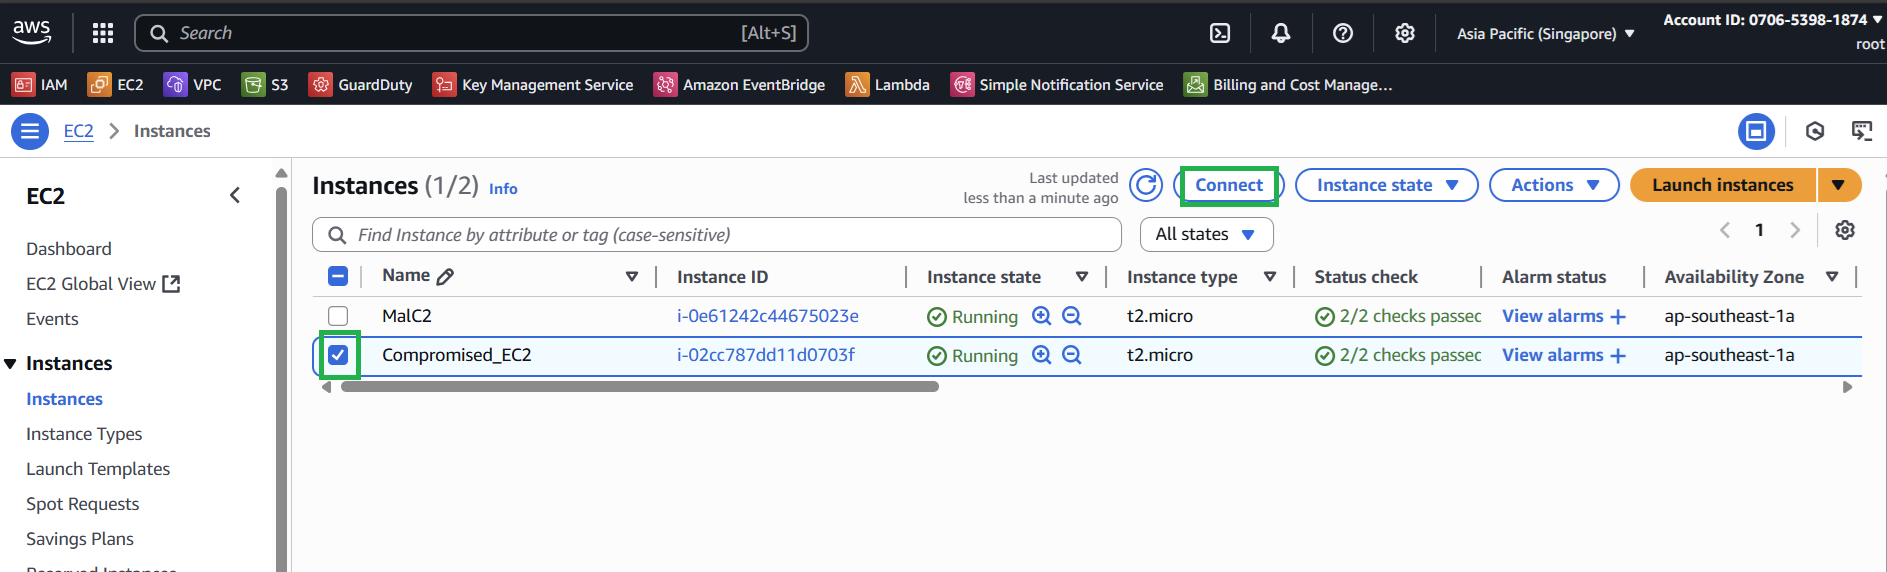 aws
Search [Alt+S]
Asia Pacific (Singapore)
Account ID: 0706-5398-1874
root
IAM EC2 VPC S3 GuardDuty Key Management Service Amazon EventBridge Lambda Simple Notification Service Billing and Cost Manage...
EC2 > Instances
EC2
Dashboard
EC2 Global View
Events
Instances
Instances
Instance Types
Launch Templates
Spot Requests
Savings Plans
Reserved Instances
Instances (1/2) Info
Last updated
less than a minute ago
Connect Instance state Actions Launch instances
Find Instance by attribute or tag (case-sensitive)
All states
1
Name Instance ID Instance state Instance type Status check Alarm status Availability Zone
MalC2 i-0e61242c44675023e Running t2.micro 2/2 checks passec View alarms + ap-southeast-1a
Compromised_EC2 i-02cc787dd11d0703f Running t2.micro 2/2 checks passec View alarms + ap-southeast-1a